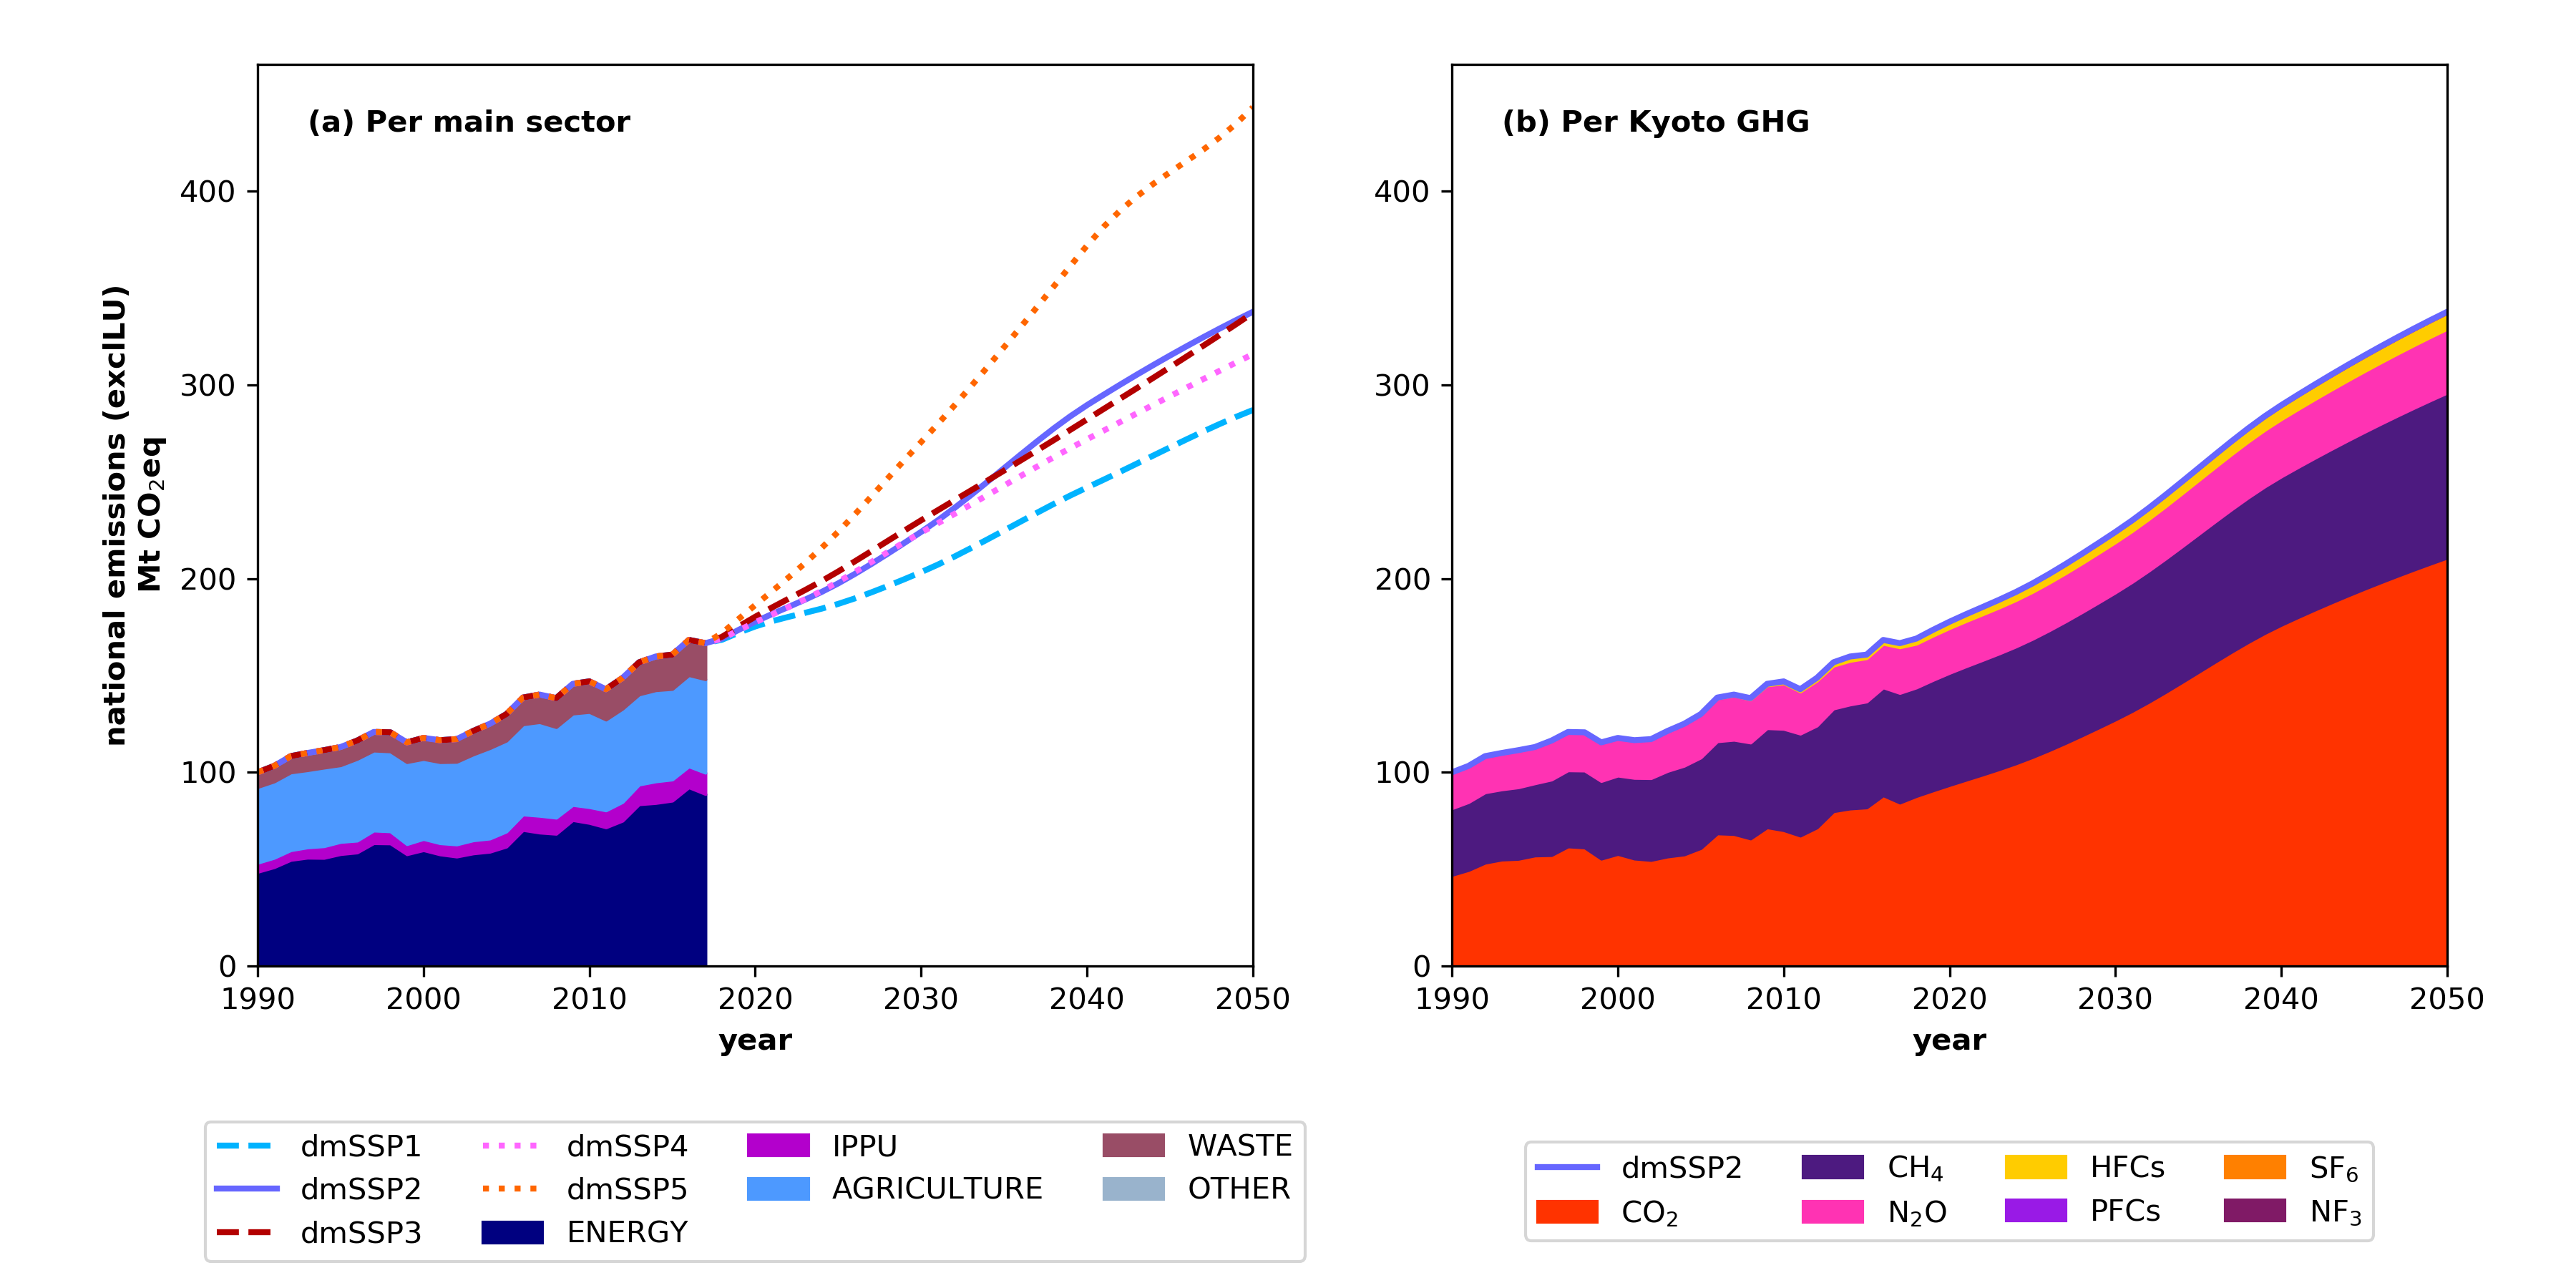 (a) Per main sector
national emissions (exclLU)
Mt CO₂eq
400
300
200
100
0
1990 2000 2010 2020 2030 2040 2050
year
dmSSP1 dmSSP4 IPPU WASTE
dmSSP2 dmSSP5 AGRICULTURE OTHER
dmSSP3 ENERGY
(b) Per Kyoto GHG
400
300
200
100
0
1990 2000 2010 2020 2030 2040 2050
year
dmSSP2 CH₄ HFCs SF₆
CO₂ N₂O PFCs NF₃